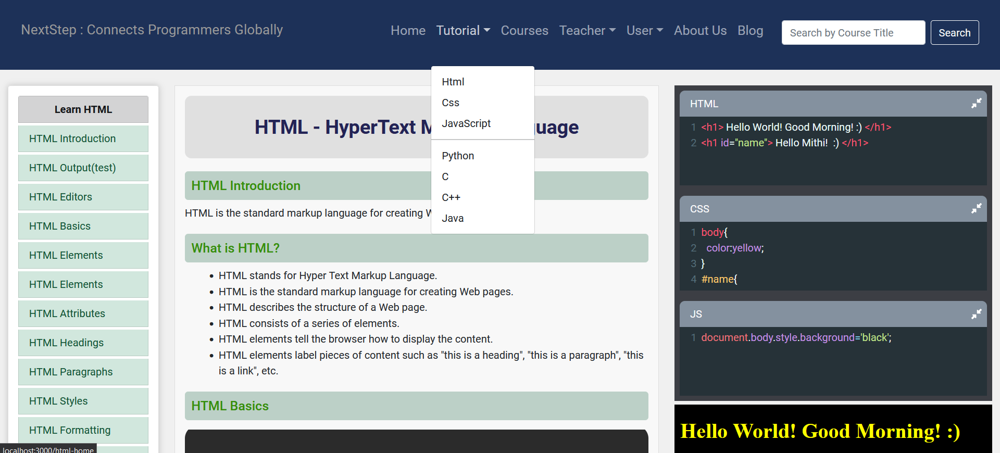 NextStep : Connects Programmers Globally
Home Tutorial Courses Teacher User About Us Blog
Search by Course Title
Search
Html
Css
JavaScript
Python
C
C++
Java
Learn HTML
HTML Introduction
HTML Output(test)
HTML Editors
HTML Basics
HTML Elements
HTML Elements
HTML Attributes
HTML Headings
HTML Paragraphs
HTML Styles
HTML Formatting
localhost:3000/html-home
HTML - HyperText M
uage
HTML Introduction
HTML is the standard markup language for creating W
What is HTML?
HTML stands for Hyper Text Markup Language.
HTML is the standard markup language for creating Web pages.
HTML describes the structure of a Web page.
HTML consists of a series of elements.
HTML elements tell the browser how to display the content.
HTML elements label pieces of content such as "this is a heading", "this is a paragraph", "this
is a link", etc.
HTML Basics
HTML
1 <h1> Hello World! Good Morning! :) </h1>
2 <h1 id="name"> Hello Mithi!  :) </h1>
CSS
1 body{
2   color:yellow;
3 }
4 #name{
JS
1 document.body.style.background='black';
Hello World! Good Morning! :)